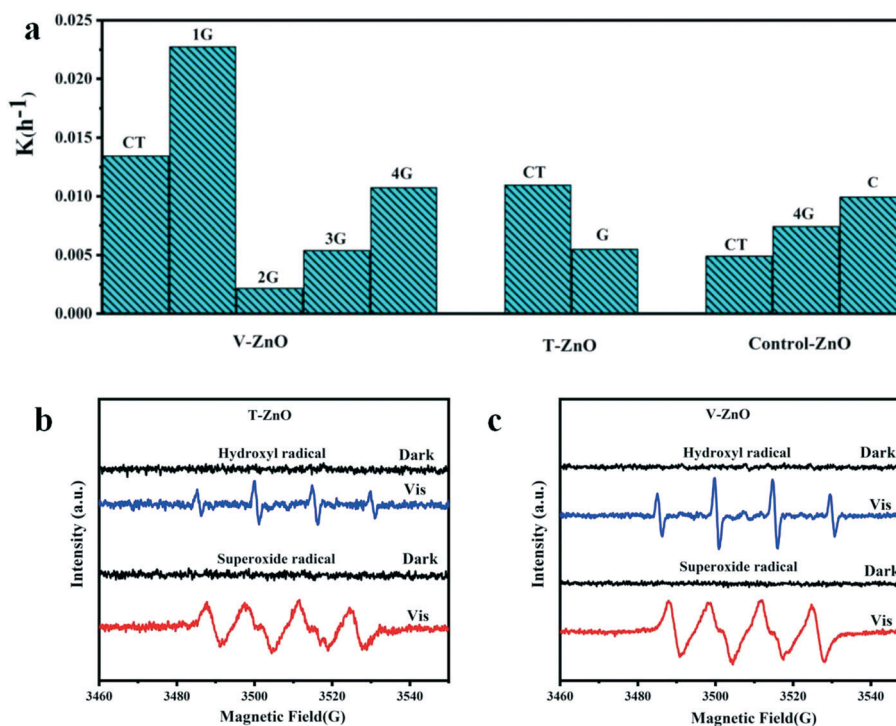 a
0.025
0.020
0.015
0.010
0.005
0.000
K(h-1)
CT
1G
2G
3G
4G
CT
G
CT
4G
C
V-ZnO
T-ZnO
Control-ZnO
b
T-ZnO
Hydroxyl radical
Dark
Vis
Superoxide radical
Dark
Vis
Intensity (a.u.)
3460
3480
3500
3520
3540
Magnetic Field(G)
c
V-ZnO
Hydroxyl radical
Dark
Vis
Superoxide radical
Dark
Vis
Intensity (a.u.)
3460
3480
3500
3520
3540
Magnetic Field(G)